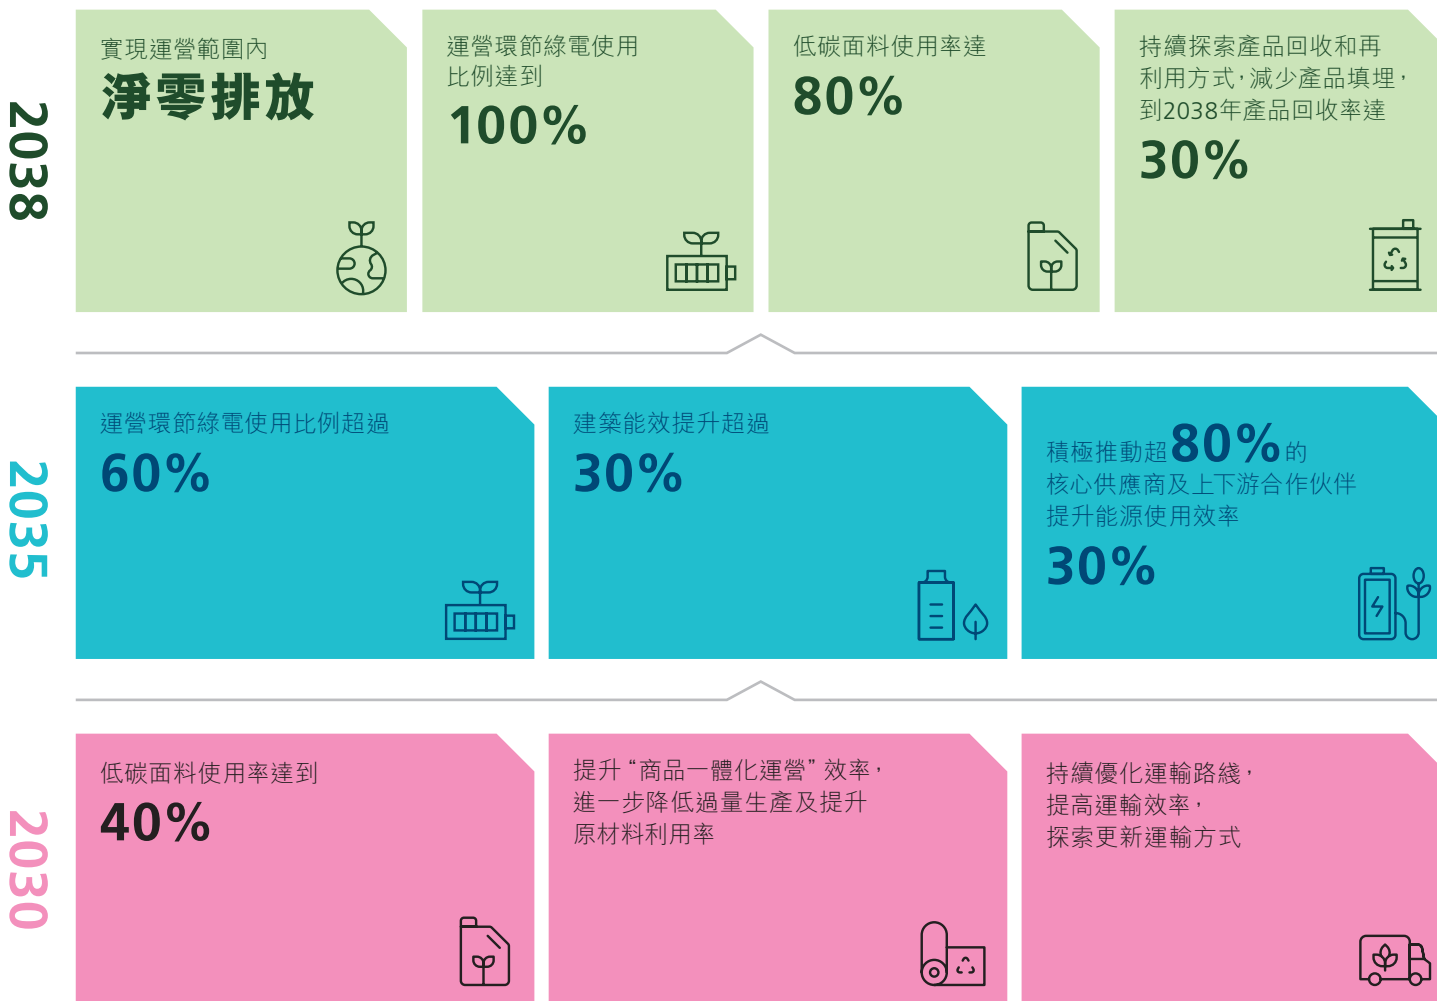 2038
實現運營範圍內
淨零排放
運營環節綠電使用
比例達到
100%
低碳面料使用率達
80%
持續探索產品回收和再
利用方式，減少產品填埋，
到2038年產品回收率達
30%
2035
運營環節綠電使用比例超過
60%
建築能效提升超過
30%
積極推動超80%的
核心供應商及上下游合作伙伴
提升能源使用效率
30%
2030
低碳面料使用率達到
40%
提升“商品一體化運營”效率，
進一步降低過量生產及提升
原材料利用率
持續優化運輸路綫，
提高運輸效率，
探索更新運輸方式